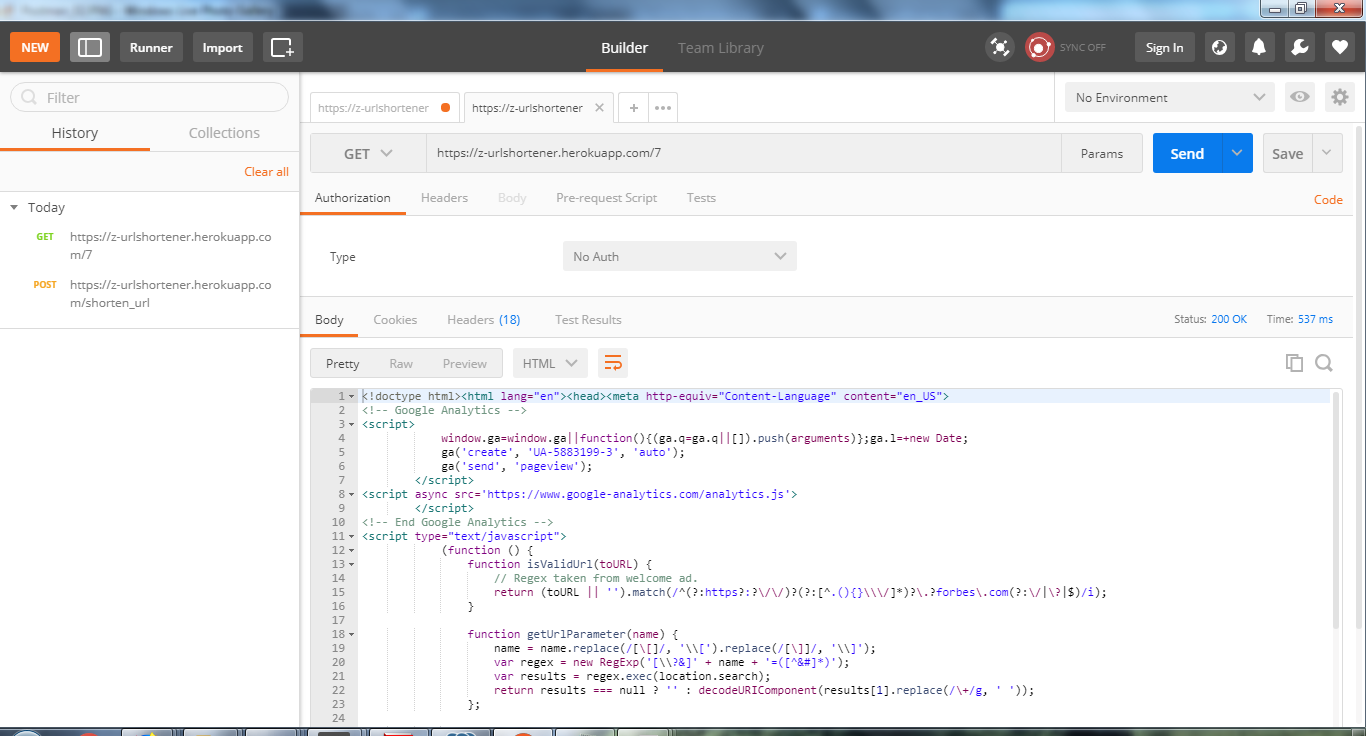 NEW
Runner
Import
Builder
Team Library
SYNC OFF
Sign In
Filter
History
Collections
Clear all
Today
GET https://z-urlshortener.herokuapp.co
m/7
POST https://z-urlshortener.herokuapp.co
m/shorten_url
https://z-urlshortener
https://z-urlshortener
No Environment
GET
https://z-urlshortener.herokuapp.com/7
Params
Send
Save
Authorization
Headers
Body
Pre-request Script
Tests
Code
Type
No Auth
Body
Cookies
Headers (18)
Test Results
Status: 200 OK
Time: 537 ms
Pretty
Raw
Preview
HTML
1 <!doctype html><html lang="en"><head><meta http-equiv="Content-Language" content="en_US">
2 <!-- Google Analytics -->
3 <script>
4 window.ga=window.ga||function(){(ga.q=ga.q||[]).push(arguments)};ga.l=+new Date;
5 ga('create', 'UA-5883199-3', 'auto');
6 ga('send', 'pageview');
7 </script>
8 <script async src='https://www.google-analytics.com/analytics.js'>
9 </script>
10 <!-- End Google Analytics -->
11 <script type="text/javascript">
12 (function () {
13 function isValidUrl(toURL) {
14 // Regex taken from welcome ad.
15 return (toURL || '').match(/^(?:https?:?\/\/)?(?:[^.(){}\\\/]*)?\.?forbes\.com(?:\/|\?|$)/i);
16 }
17
18 function getUrlParameter(name) {
19 name = name.replace(/[\[]/, '\\[').replace(/[\]]/, '\\]');
20 var regex = new RegExp('[\\?&]' + name + '=([^&#]*)');
21 var results = regex.exec(location.search);
22 return results === null ? '' : decodeURIComponent(results[1].replace(/\+/g, ' '));
23 };
24